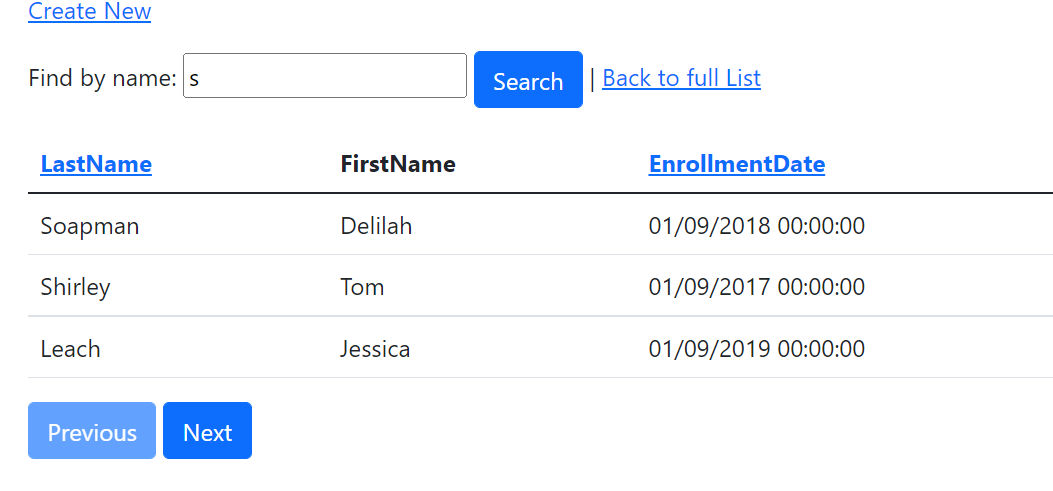 Create New
Find by name: s Search | Back to full List
LastName FirstName EnrollmentDate
Soapman Delilah 01/09/2018 00:00:00
Shirley Tom 01/09/2017 00:00:00
Leach Jessica 01/09/2019 00:00:00
Previous Next